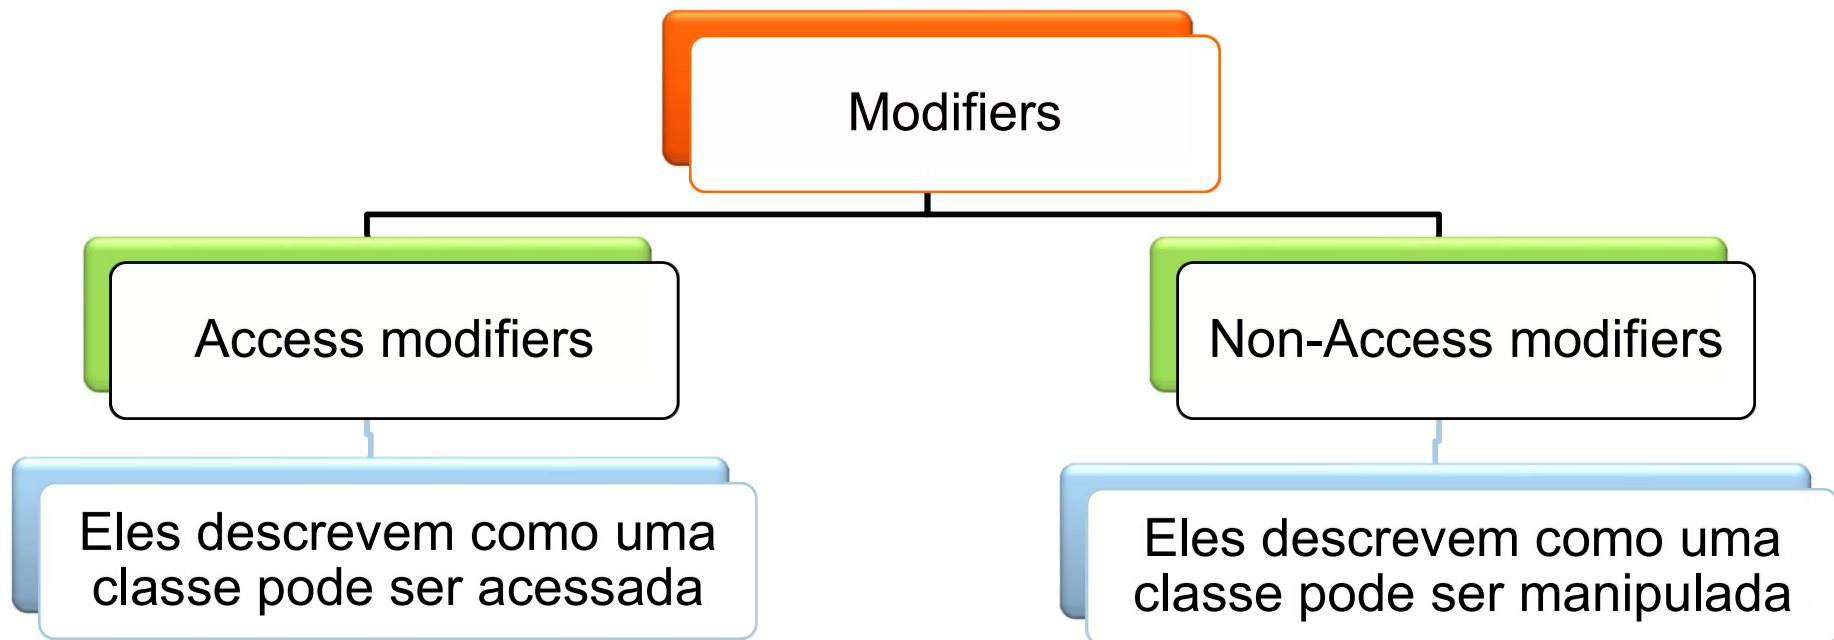 Modifiers
Access modifiers
Non-Access modifiers
Eles descrevem como uma
classe pode ser acessada
Eles descrevem como uma
classe pode ser manipulada